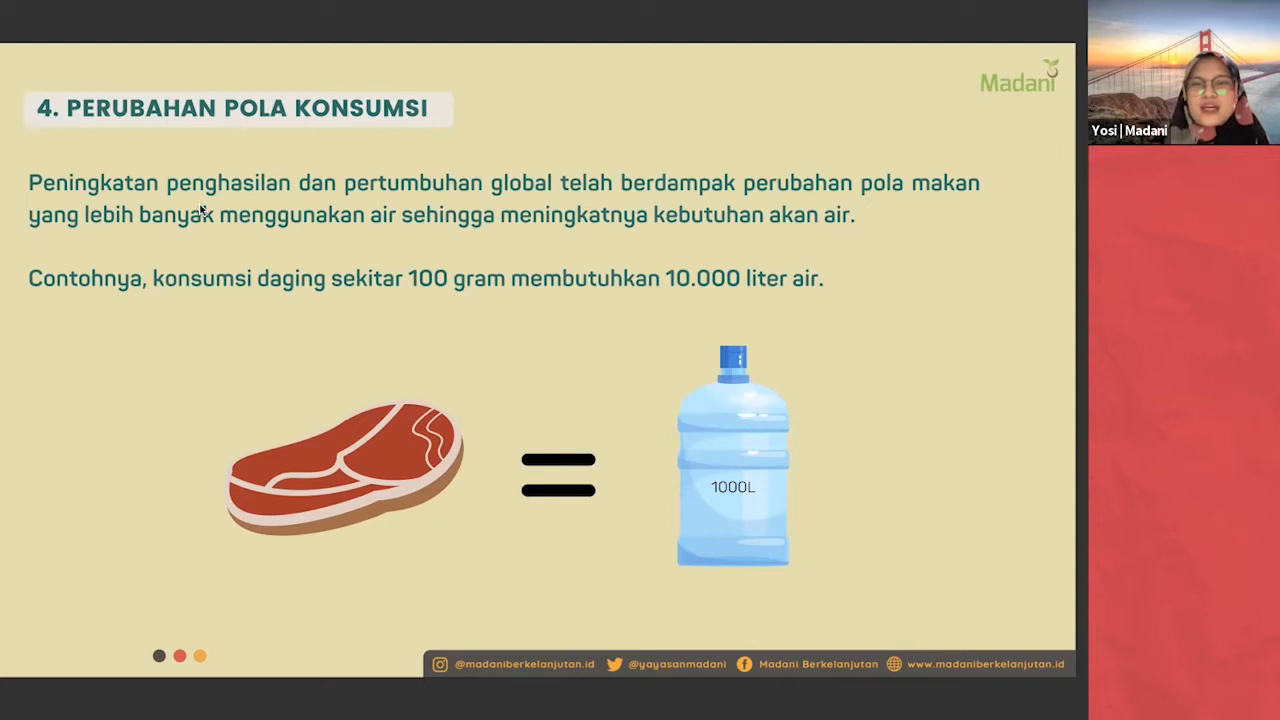 Madani
4. PERUBAHAN POLA KONSUMSI
Peningkatan penghasilan dan pertumbuhan global telah berdampak perubahan pola makan
yang lebih banyak menggunakan air sehingga meningkatnya kebutuhan akan air.
Contohnya, konsumsi daging sekitar 100 gram membutuhkan 10.000 liter air.
1000L
@madaniberkelanjutan.id @yayasanmadani Madani Berkelanjutan www.madaniberkelanjutan.id
Yosi | Madani